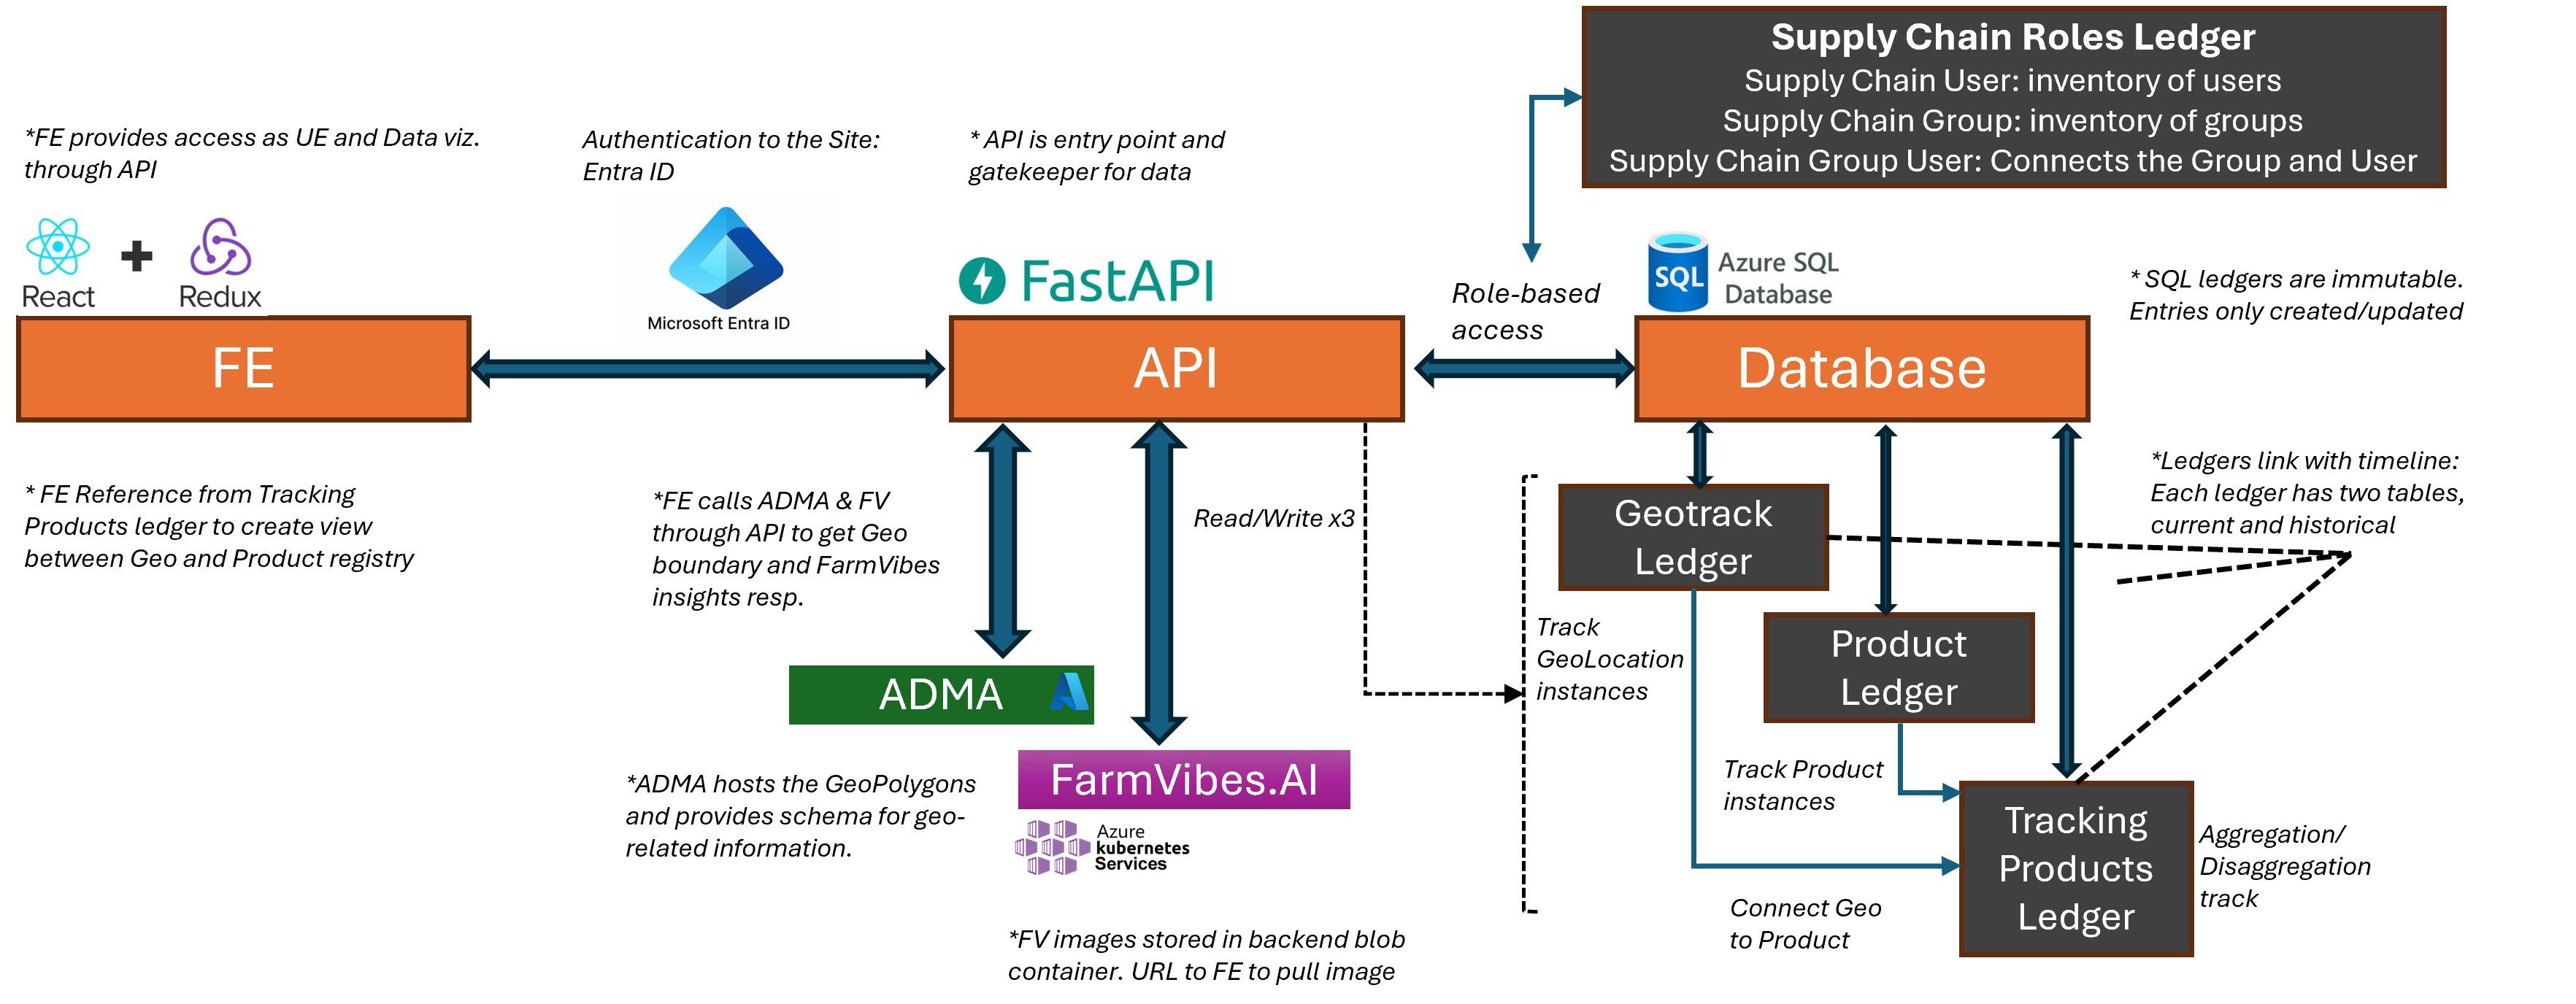 Supply Chain Roles Ledger
Supply Chain User: inventory of users
Supply Chain Group: inventory of groups
Supply Chain Group User: Connects the Group and User
*FE provides access as UE and Data viz.
through API
Authentication to the Site:
Entra ID
* API is entry point and
gatekeeper for data
React
Redux
Microsoft Entra ID
FastAPI
Role-based
access
SQL
Azure SQL
Database
* SQL ledgers are immutable.
Entries only created/updated
FE
API
Database
* FE Reference from Tracking
Products ledger to create view
between Geo and Product registry
*FE calls ADMA & FV
through API to get Geo
boundary and FarmVibes
insights resp.
Read/Write x3
Geotrack
Ledger
*Ledgers link with timeline:
Each ledger has two tables,
current and historical
Track
GeoLocation
instances
Product
Ledger
ADMA
*ADMA hosts the GeoPolygons
and provides schema for geo-
related information.
FarmVibes.AI
Azure
kubernetes
Services
Track Product
instances
Tracking
Products
Ledger
Aggregation/
Disaggregation
track
Connect Geo
to Product
*FV images stored in backend blob
container. URL to FE to pull image